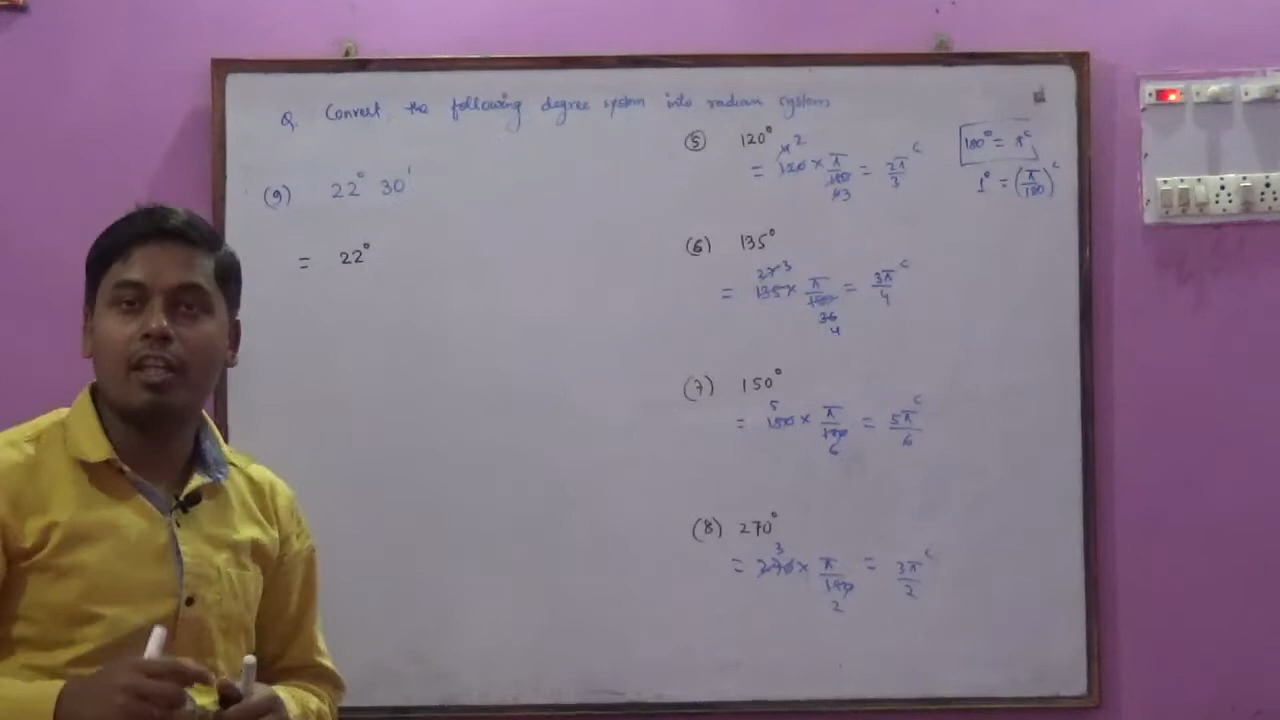 Q. Convert the following degree system into radian system
(9) 22° 30'
= 22°
⑤ 120°
= 120 × π/180 = 2π/3 ᶜ
(6) 135°
= 135 × π/180 = 3π/4 ᶜ
(7) 150°
= 150 × π/180 = 5π/6 ᶜ
(8) 270°
= 270 × π/180 = 3π/2 ᶜ
180° = πᶜ
1° = (π/180)ᶜ